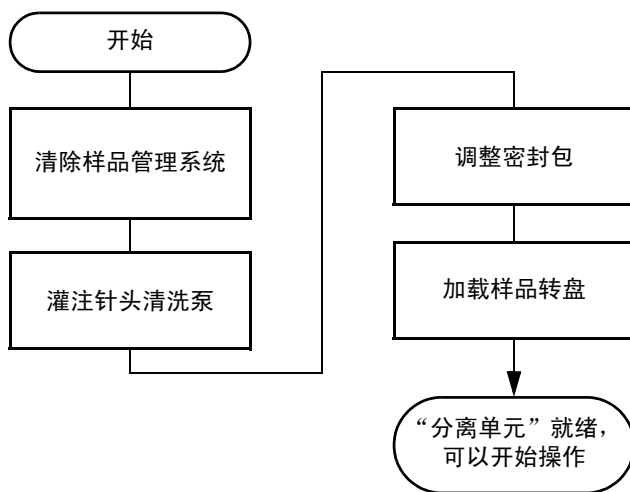 开始
清除样品管理系统
灌注针头清洗泵
调整密封包
加载样品转盘
“分离单元”就绪,
可以开始操作